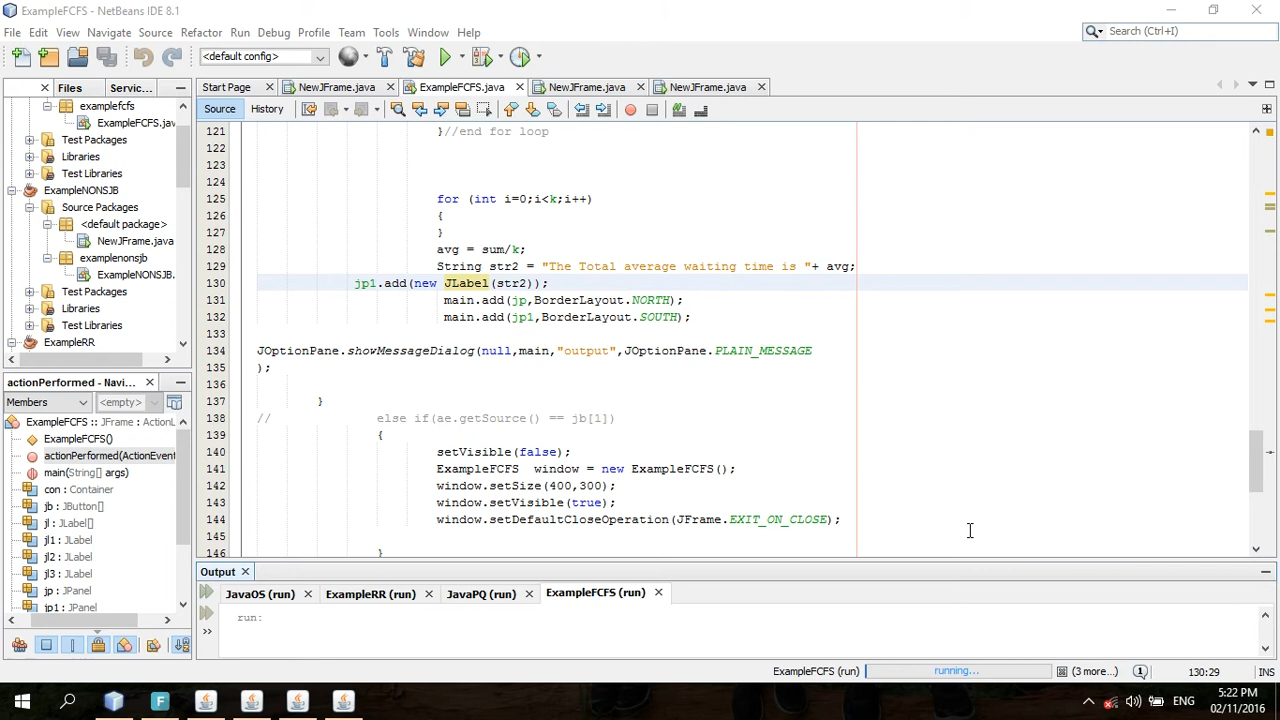 ExampleFCFS - NetBeans IDE 8.1
File Edit View Navigate Source Refactor Run Debug Profile Team Tools Window Help
Search (Ctrl+I)
<default config>
Files Servic...
Start Page NewJFrame.java ExampleFCFS.java NewJFrame.java NewJFrame.java
Source History
examplefcfs
ExampleFCFS.jav
Test Packages
Libraries
Test Libraries
ExampleNONSJB
Source Packages
<default package>
NewJFrame.java
examplenonsjb
ExampleNONSJB.
Test Packages
Libraries
Test Libraries
ExampleRR
121 }//end for loop
122
123
124
125 for (int i=0;i<k;i++)
126 {
127 }
128 avg = sum/k;
129 String str2 = "The Total average waiting time is "+ avg;
130 jp1.add(new JLabel(str2));
131 main.add(jp,BorderLayout.NORTH);
132 main.add(jp1,BorderLayout.SOUTH);
133
134 JOptionPane.showMessageDialog(null,main,"output",JOptionPane.PLAIN_MESSAGE
135 );
136
137 }
138 // else if(ae.getSource() == jb[1])
139 {
140 setVisible(false);
141 ExampleFCFS window = new ExampleFCFS();
142 window.setSize(400,300);
143 window.setVisible(true);
144 window.setDefaultCloseOperation(JFrame.EXIT_ON_CLOSE);
145
146 }
actionPerformed - Navi...
Members <empty>
ExampleFCFS :: JFrame : ActionL
ExampleFCFS()
actionPerformed(ActionEvent
main(String[] args)
con : Container
jb : JButton[]
jl : JLabel[]
jl1 : JLabel
jl2 : JLabel
jl3 : JLabel
jp : JPanel
jp1 : JPanel
Output
JavaOS (run) ExampleRR (run) JavaPQ (run) ExampleFCFS (run)
run:
ExampleFCFS (run) running... (3 more...) 1 130:29 INS
F ENG 5:22 PM
02/11/2016